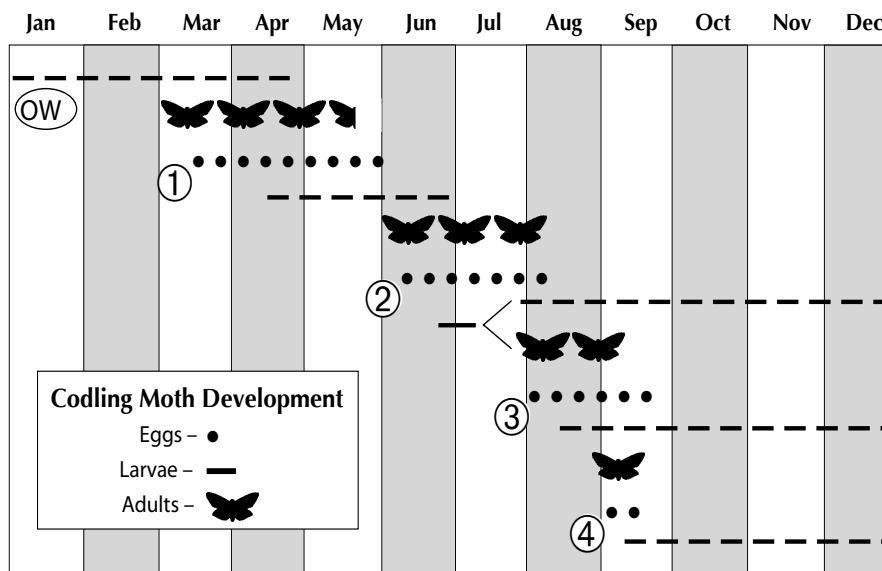 Jan Feb Mar Apr May Jun Jul Aug Sep Oct Nov Dec
OW
1
2
3
4
Codling Moth Development
Eggs –
Larvae –
Adults –